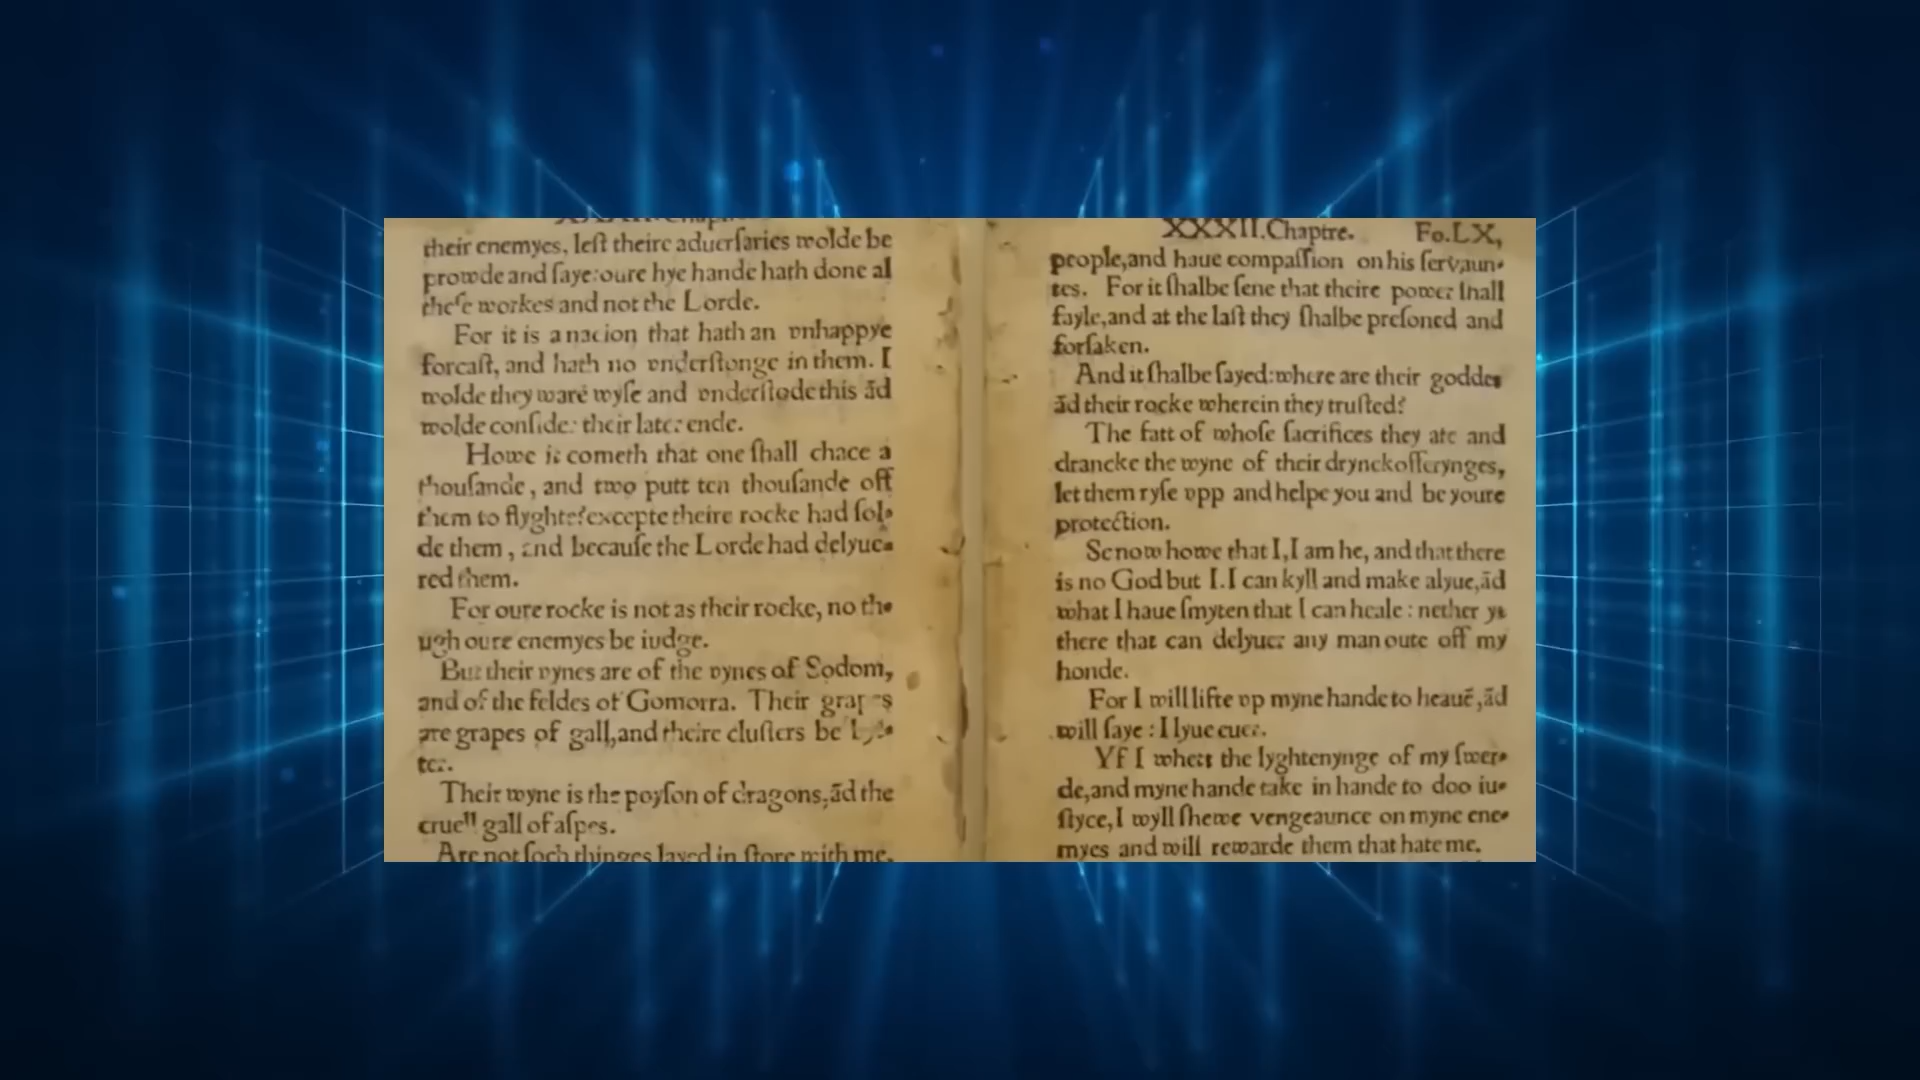 their enemyes, leſt theire aduerſaries wolde be
prowde and ſaye:oure hye hande hath done al
theſe workes and not the Lorde.
For it is a nacion that hath an vnhappye
forcaſt, and hath no vnderſtonge in them. I
wolde they ware wyſe and vnderſtode this ād
wolde conſider their later ende.
Howe it cometh that one ſhall chace a
thouſande, and two putt ten thouſande off
them to flyghte?excepte theire rocke had ſol-
de them, and becauſe the Lorde had delyue-
red them.
For oure rocke is not as their rocke, no tho
ugh oure enemyes be iudge.
But their vynes are of the vynes of Sodom,
and of the feldes of Gomorra. Their grapes
are grapes of gall,and theire cluſters be
Their wyne is the poyſon of dragons,ād the
cruell gall of aſpes.
Are not ſoch thinges layed in ſtore with me,
XXXII.Chaptre. Fo.LX,
people,and haue compaſſion on his ſervaun-
tes. For it ſhalbe ſene that theire power ſhall
fayle,and at the laſt they ſhalbe preſoned and
forſaken.
And it ſhalbe ſayed:where are their goddes
ād their rocke wherein they truſted?
The fatt of whoſe ſacrifices they ate and
drancke the wyne of their drynckofferynges,
let them ryſe vpp and helpe you and be youre
protection.
Se now howe that I,I am he, and that there
is no God but I.I can kyll and make alyue,ād
what I haue ſmyten that I can heale : nether ys
there that can delyuer any man oute off my
honde.
For I will lifte vp myne hande to heauē,ād
will ſaye : I lyue euer.
Yf I whett the lyghtenynge of my ſwer-
de,and myne hande take in hande to doo iu-
ſtyce,I wyll ſhewe vengeaunce on myne ene-
myes and will rewarde them that hate me.